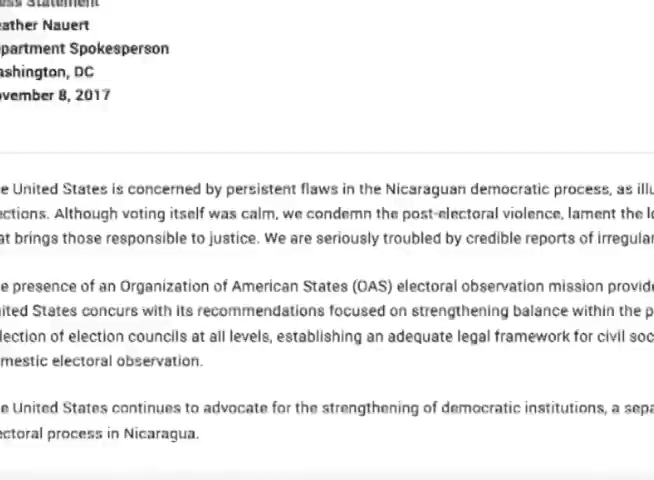 ess Statement
ather Nauert
partment Spokesperson
ashington, DC
vember 8, 2017
e United States is concerned by persistent flaws in the Nicaraguan democratic process, as illu
ections. Although voting itself was calm, we condemn the post-electoral violence, lament the lo
at brings those responsible to justice. We are seriously troubled by credible reports of irregular
e presence of an Organization of American States (OAS) electoral observation mission provide
ited States concurs with its recommendations focused on strengthening balance within the p
lection of election councils at all levels, establishing an adequate legal framework for civil soc
mestic electoral observation.
e United States continues to advocate for the strengthening of democratic institutions, a sepa
ectoral process in Nicaragua.